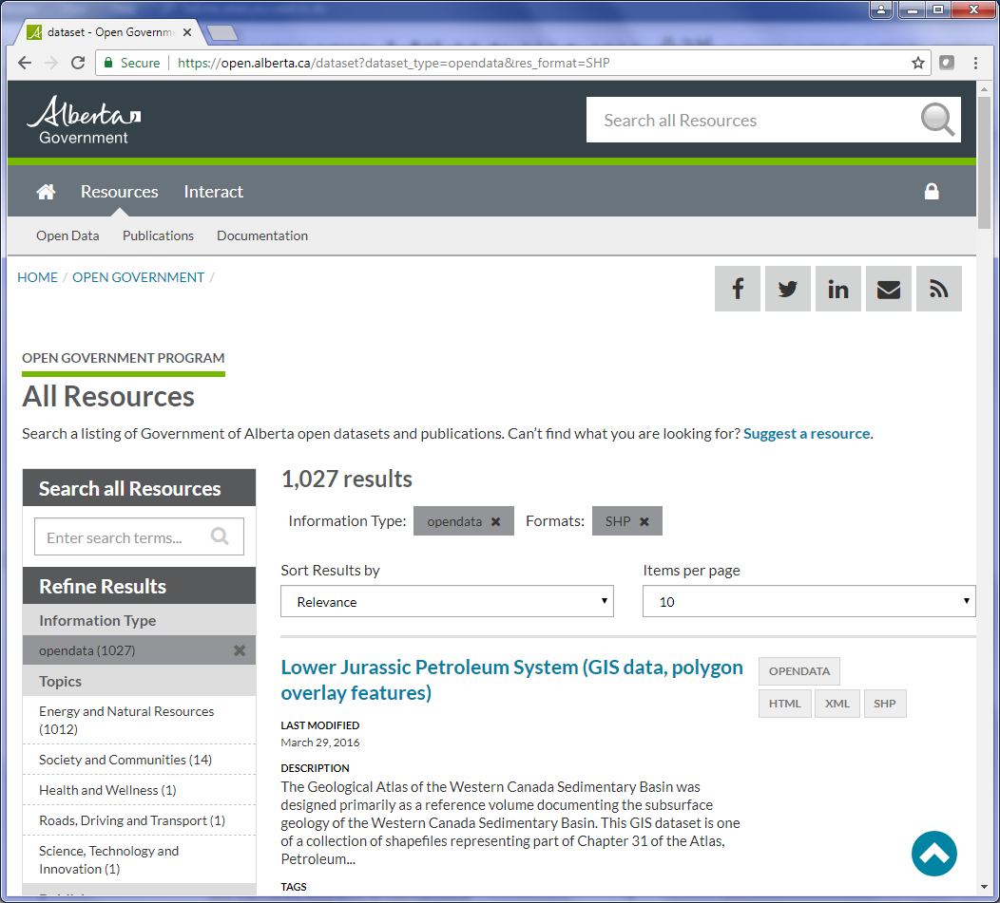 dataset - Open Governm
Secure https://open.alberta.ca/dataset?dataset_type=opendata&res_format=SHP
Alberta
Government
Search all Resources
Resources Interact
Open Data Publications Documentation
HOME / OPEN GOVERNMENT /
OPEN GOVERNMENT PROGRAM
All Resources
Search a listing of Government of Alberta open datasets and publications. Can't find what you are looking for? Suggest a resource.
Search all Resources
Enter search terms...
Refine Results
Information Type
opendata (1027)
Topics
Energy and Natural Resources
(1012)
Society and Communities (14)
Health and Wellness (1)
Roads, Driving and Transport (1)
Science, Technology and
Innovation (1)
1,027 results
Information Type: opendata Formats: SHP
Sort Results by Items per page
Relevance 10
Lower Jurassic Petroleum System (GIS data, polygon
overlay features)
OPENDATA
HTML XML SHP
LAST MODIFIED
March 29, 2016
DESCRIPTION
The Geological Atlas of the Western Canada Sedimentary Basin was
designed primarily as a reference volume documenting the subsurface
geology of the Western Canada Sedimentary Basin. This GIS dataset is one
of a collection of shapefiles representing part of Chapter 31 of the Atlas,
Petroleum...
TAGS